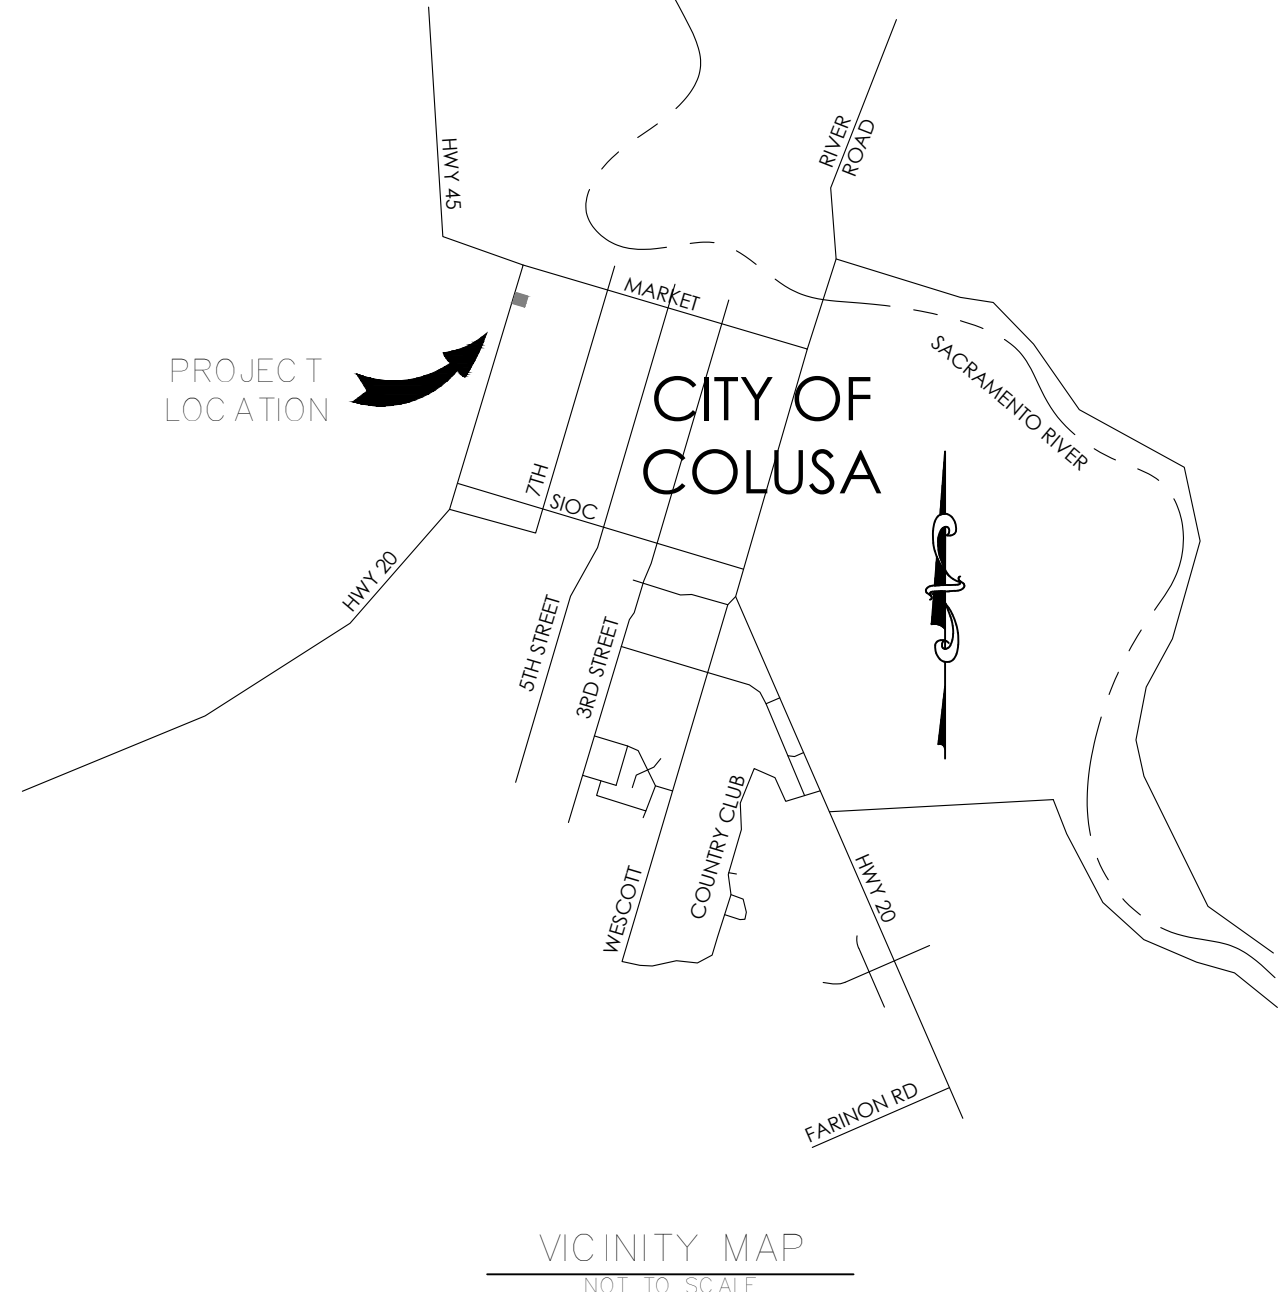 HWY 45
RIVER
ROAD
MARKET
SACRAMENTO RIVER
PROJECT
LOCATION
CITY OF
COLUSA
7TH
SIOC
HWY 20
5TH STREET
3RD STREET
COUNTRY CLUB
WESCOTT
HWY 20
FARINON RD
VICINITY MAP
NOT TO SCALE